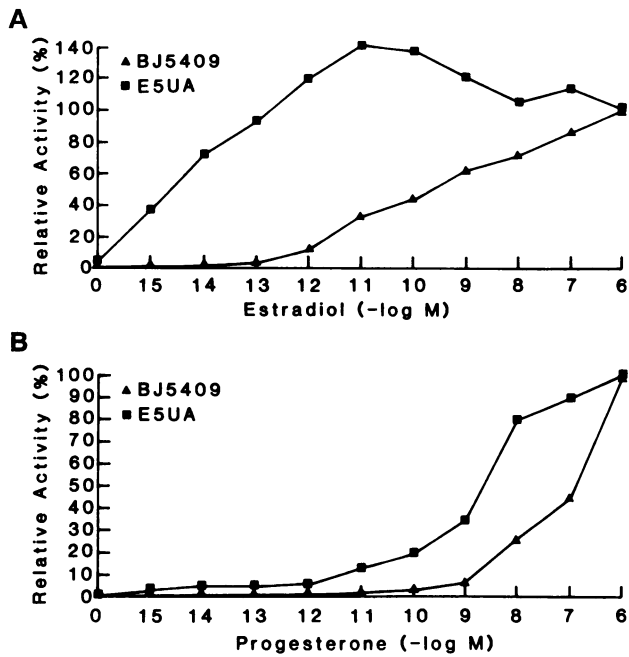 A
Relative Activity (%)
140
120
100
80
60
40
20
0
BJ5409
E5UA
0 15 14 13 12 11 10 9 8 7 6
Estradiol (-log M)
B
Relative Activity (%)
100
90
80
70
60
50
40
30
20
10
0
BJ5409
E5UA
0 15 14 13 12 11 10 9 8 7 6
Progesterone (-log M)